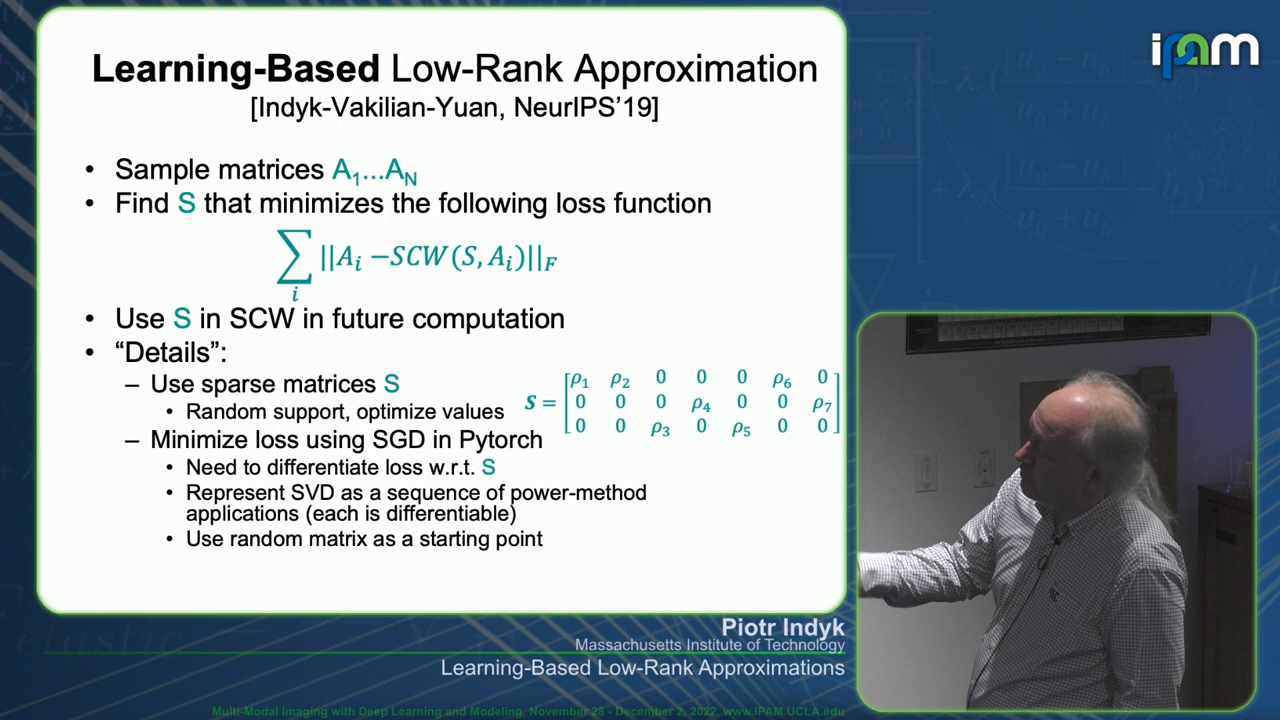 Learning-Based Low-Rank Approximation
[Indyk-Vakilian-Yuan, NeurIPS'19]
• Sample matrices A₁...A_N
• Find S that minimizes the following loss function
∑_i ||A_i −SCW(S, A_i)||_F
• Use S in SCW in future computation
• “Details”:
– Use sparse matrices S
• Random support, optimize values
S = [ρ₁ ρ₂ 0 0 0 ρ₆ 0
0 0 0 ρ₄ 0 0 ρ₇
0 0 ρ₃ 0 ρ₅ 0 0]
– Minimize loss using SGD in Pytorch
• Need to differentiate loss w.r.t. S
• Represent SVD as a sequence of power-method
applications (each is differentiable)
• Use random matrix as a starting point
ipam
Piotr Indyk
Massachusetts Institute of Technology
Learning-Based Low-Rank Approximations
Multi-Modal Imaging with Deep Learning and Modeling, November 28 - December 2, 2022, www.IPAM.UCLA.edu